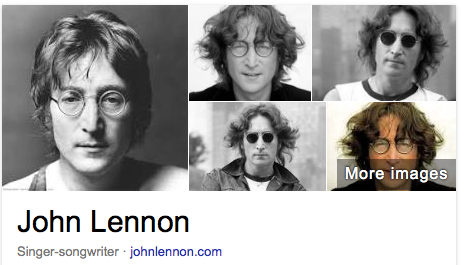 More images
John Lennon
Singer-songwriter · johnlennon.com